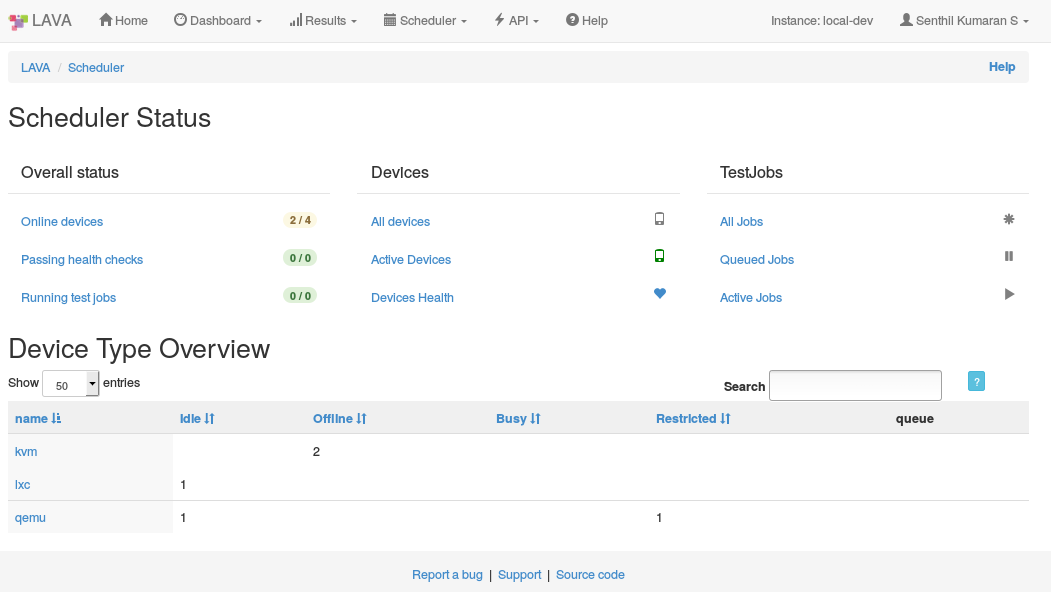 LAVA Home Dashboard Results Scheduler API Help Instance: local-dev Senthil Kumaran S
LAVA / Scheduler Help
Scheduler Status
Overall status Devices TestJobs
Online devices 2 / 4 All devices All Jobs
Passing health checks 0 / 0 Active Devices Queued Jobs
Running test jobs 0 / 0 Devices Health Active Jobs
Device Type Overview
Show 50 entries Search ?
name Idle Offline Busy Restricted queue
kvm 2
lxc 1
qemu 1 1
Report a bug | Support | Source code